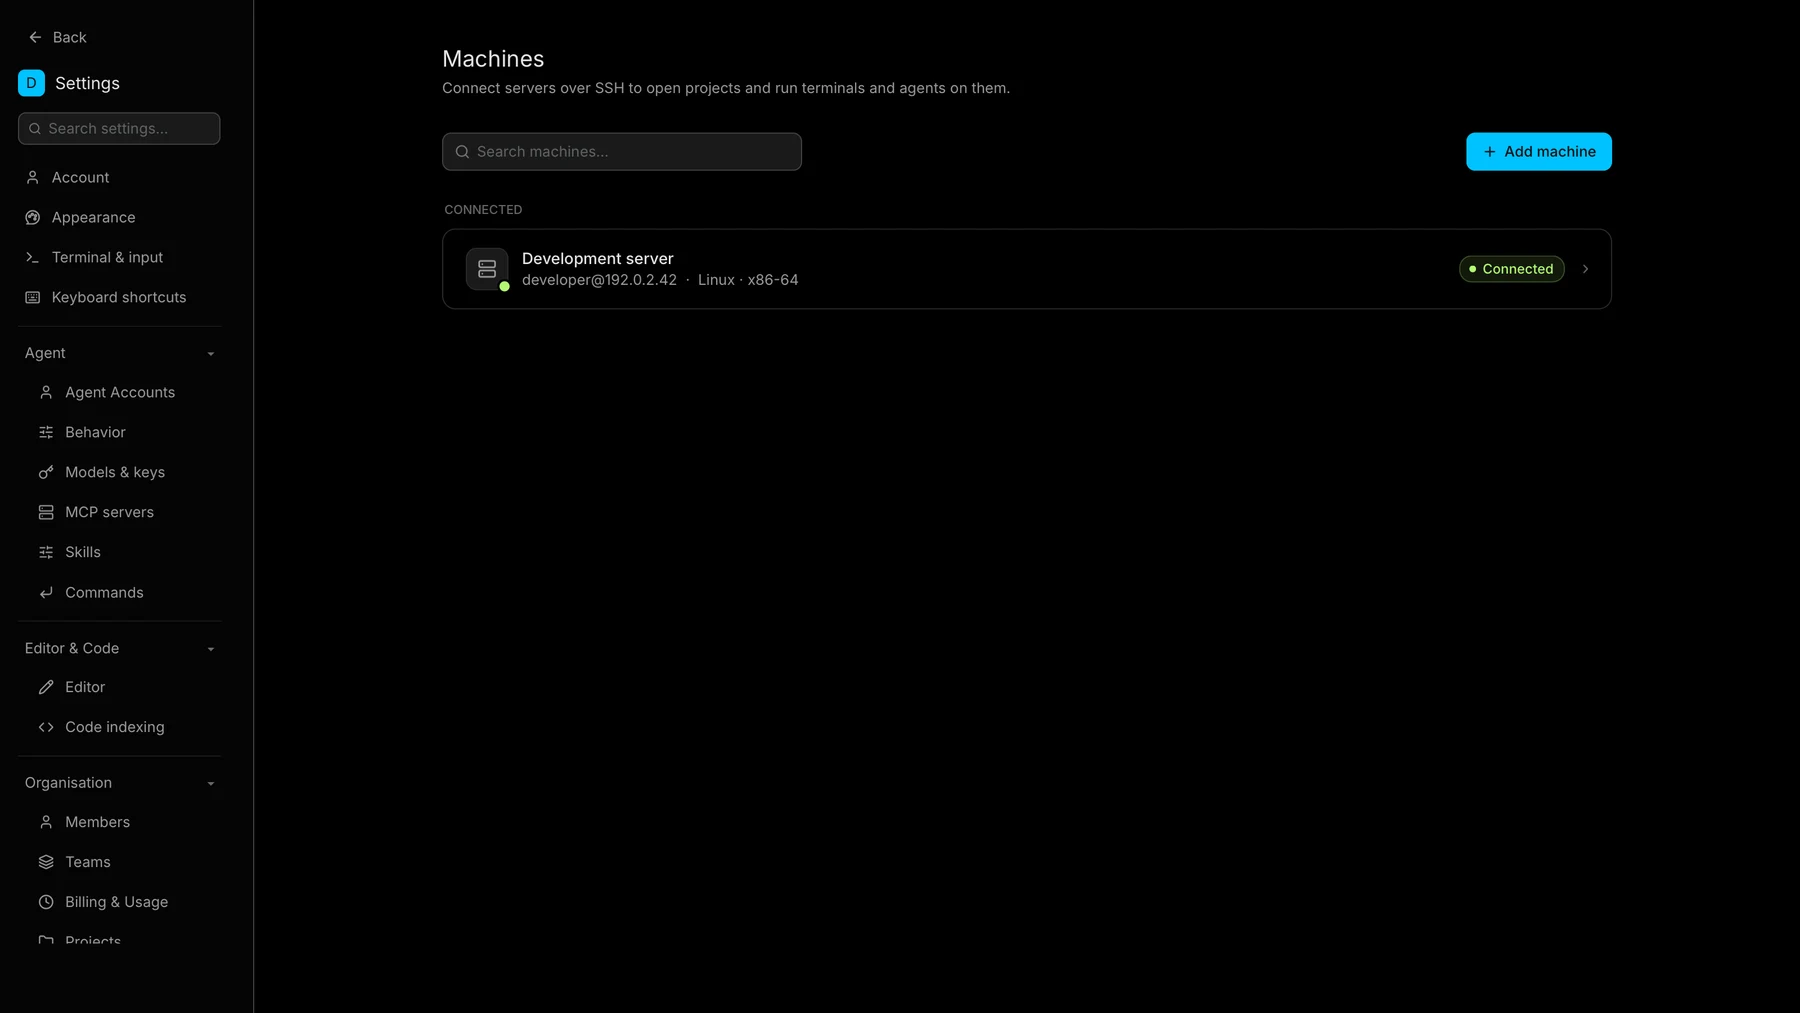 Back
D Settings
Search settings...
Account
Appearance
Terminal & input
Keyboard shortcuts
Agent
Agent Accounts
Behavior
Models & keys
MCP servers
Skills
Commands
Editor & Code
Editor
Code indexing
Organisation
Members
Teams
Billing & Usage
Projects
Machines
Connect servers over SSH to open projects and run terminals and agents on them.
Search machines...
+ Add machine
CONNECTED
Development server
developer@192.0.2.42 · Linux · x86-64
Connected